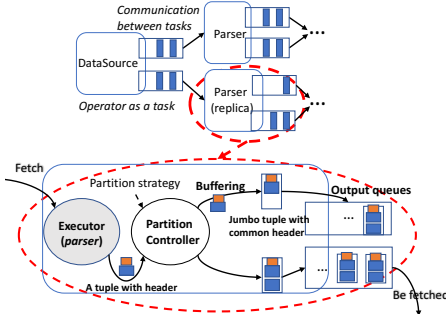 Communication
between tasks
Parser
...
DataSource
Operator as a task
Parser
(replica)
...
Fetch
Partition strategy
Buffering
Output queues
Executor
(parser)
Partition
Controller
Jumbo tuple with
common header
...
A tuple with header
...
Be fetched